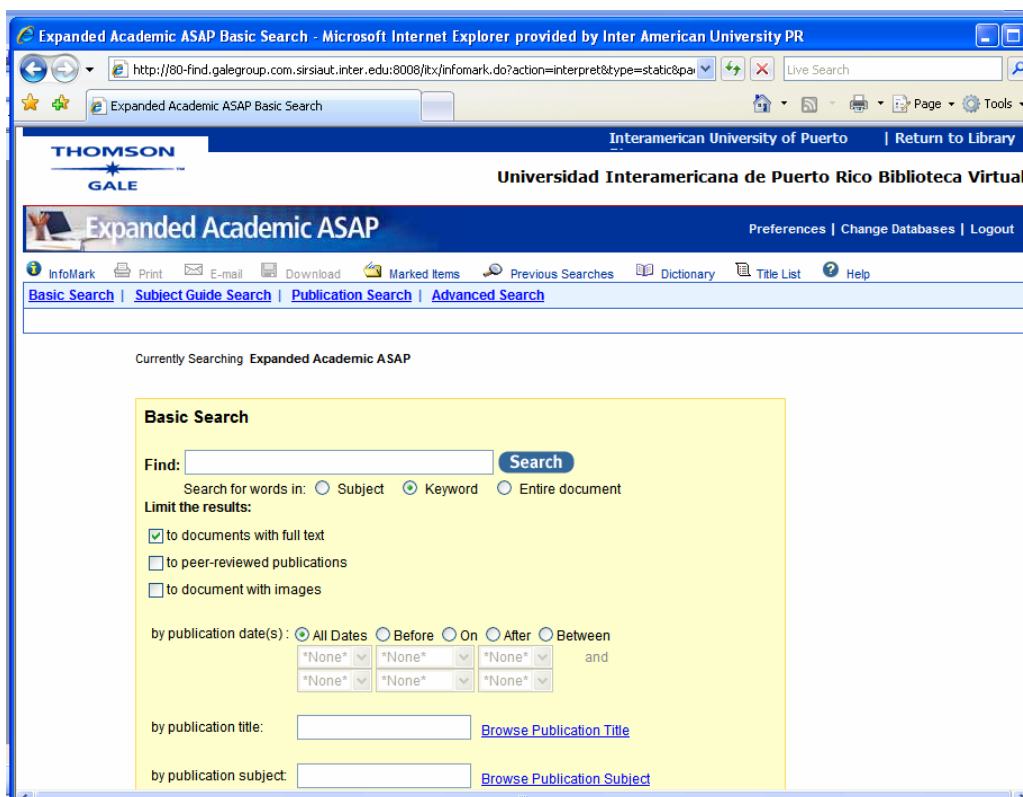 Expanded Academic ASAP Basic Search - Microsoft Internet Explorer provided by Inter American University PR
http://80-find.galegroup.com.sirsiaut.inter.edu:8008/itx/infomark.do?action=interpret&type=static&pa
Live Search
Expanded Academic ASAP Basic Search
Page
Tools
Interamerican University of Puerto | Return to Library
THOMSON
GALE
Universidad Interamericana de Puerto Rico Biblioteca Virtual
Expanded Academic ASAP
Preferences | Change Databases | Logout
InfoMark Print E-mail Download Marked Items Previous Searches Dictionary Title List Help
Basic Search | Subject Guide Search | Publication Search | Advanced Search
Currently Searching Expanded Academic ASAP
Basic Search
Find: Search
Search for words in: Subject Keyword Entire document
Limit the results:
to documents with full text
to peer-reviewed publications
to document with images
by publication date(s) : All Dates Before On After Between
*None* *None* *None* and
*None* *None* *None*
by publication title: Browse Publication Title
by publication subject: Browse Publication Subject